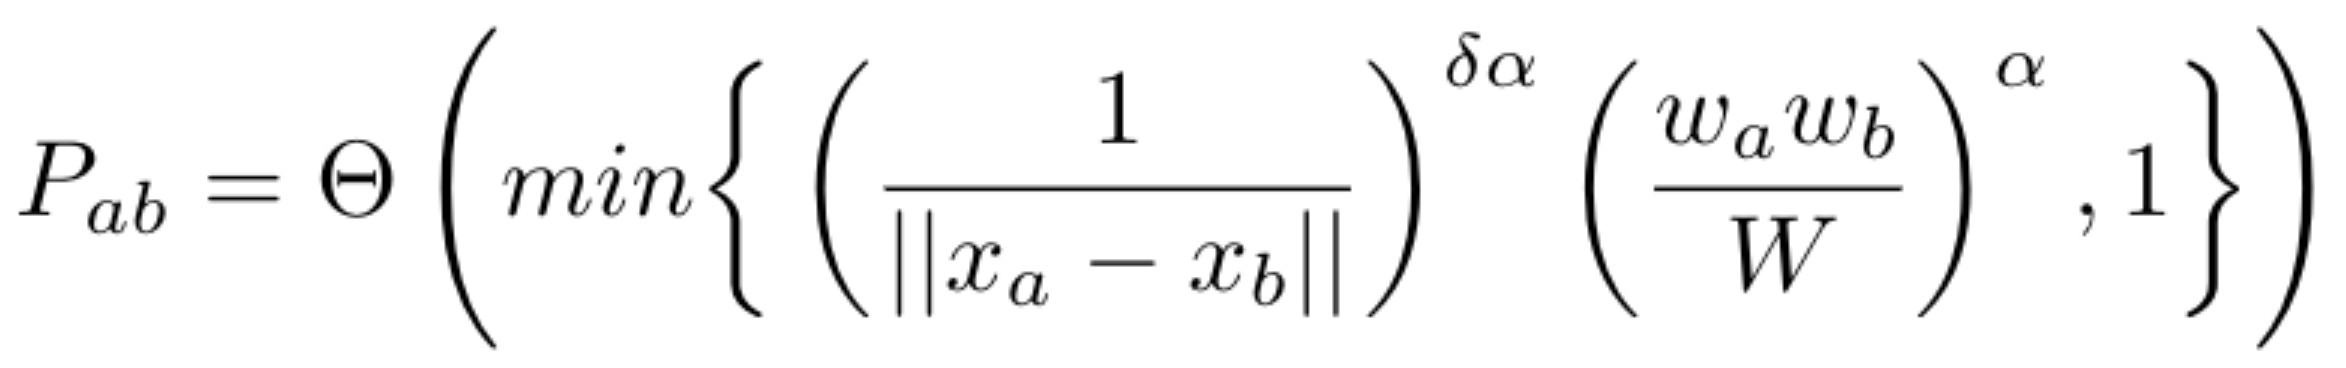 P_{ab} \equiv \Theta \left( min \left\{ \left( \frac{1}{||x_a - x_b||} \right)^{\delta\alpha} \left( \frac{w_a w_b}{W} \right)^{\alpha}, 1 \right\} \right)